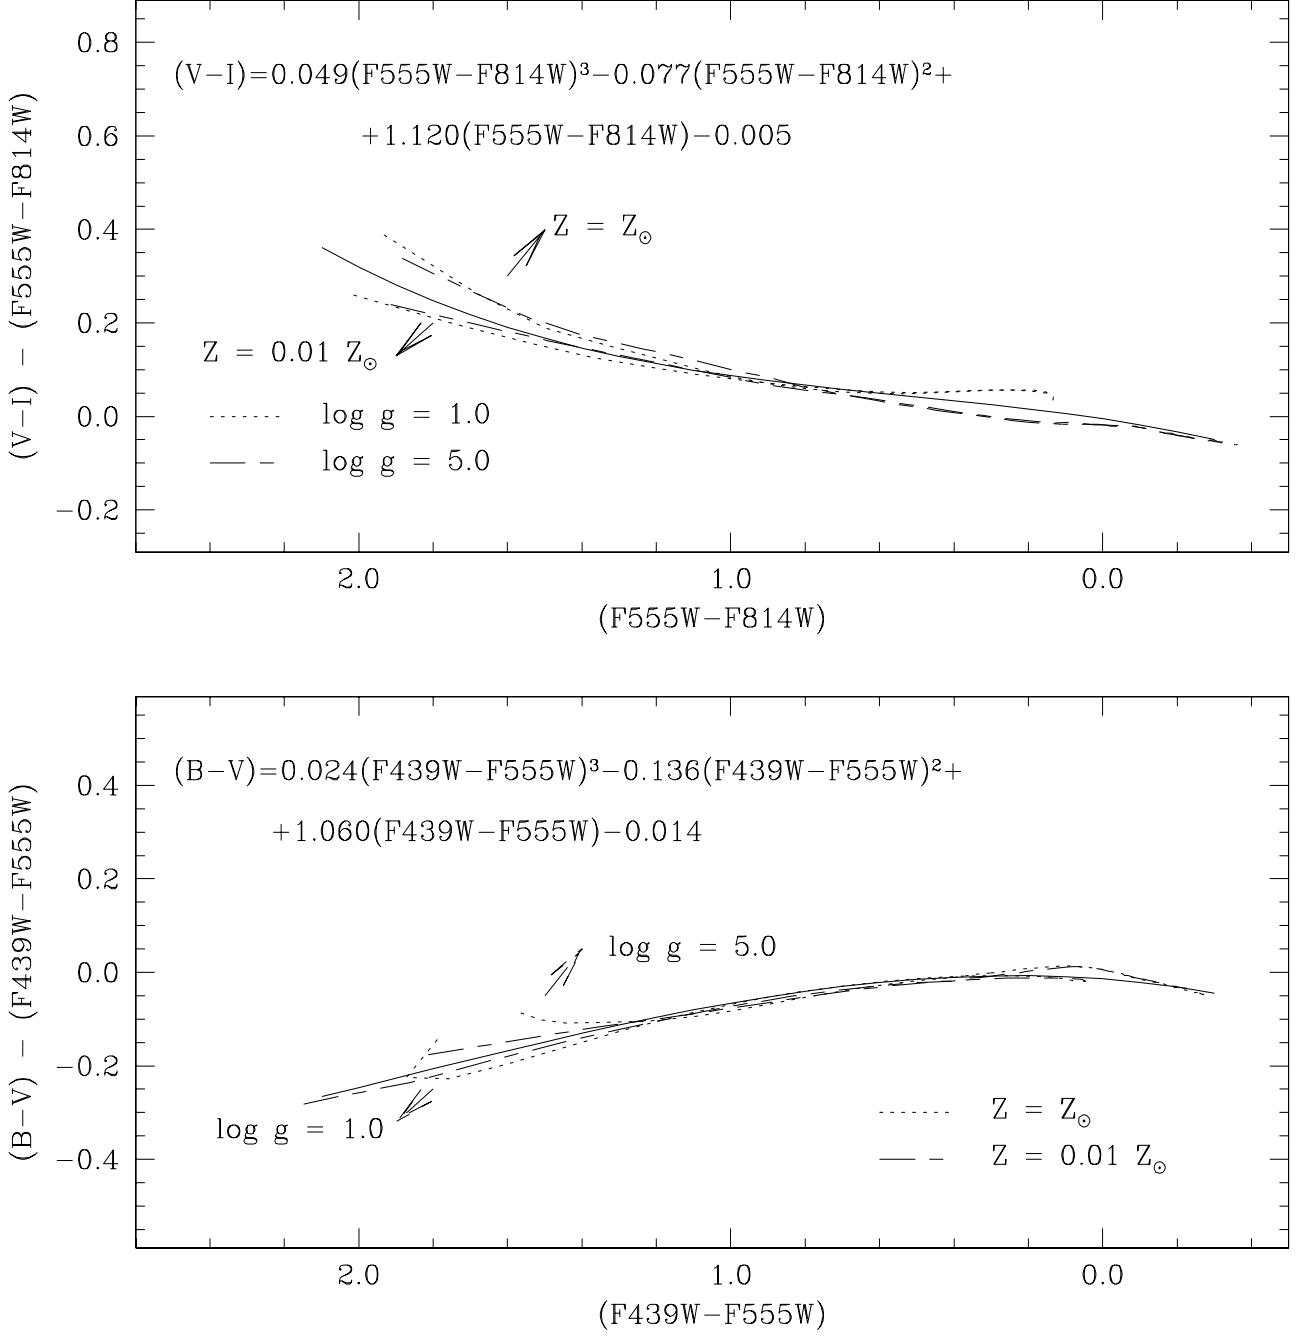 0.8
(V−I)=0.049(F555W−F814W)³−0.077(F555W−F814W)²+
0.6
+1.120(F555W−F814W)−0.005
0.4
Z = Z⊙
0.2
Z = 0.01 Z⊙
0.0
log g = 1.0
log g = 5.0
−0.2
(V−I) − (F555W−F814W)
2.0 1.0 0.0
(F555W−F814W)
(B−V)=0.024(F439W−F555W)³−0.136(F439W−F555W)²+
0.4
+1.060(F439W−F555W)−0.014
0.2
log g = 5.0
0.0
−0.2
log g = 1.0
Z = Z⊙
−0.4
Z = 0.01 Z⊙
(B−V) − (F439W−F555W)
2.0 1.0 0.0
(F439W−F555W)